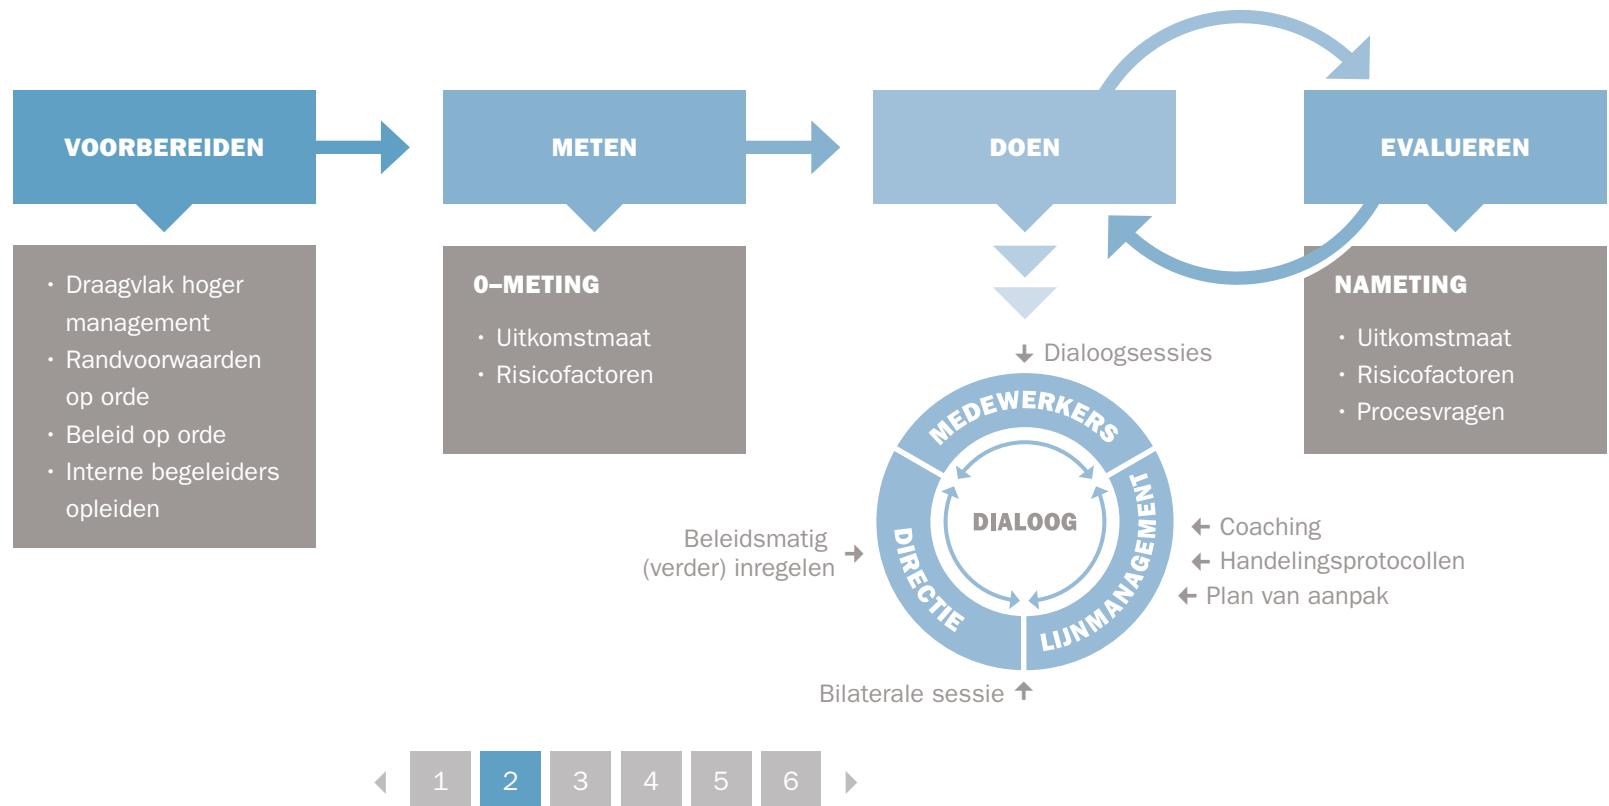 VOORBEREIDEN
METEN
DOEN
EVALUEREN
· Draagvlak hoger
management
· Randvoorwaarden
op orde
· Beleid op orde
· Interne begeleiders
opleiden
0–METING
· Uitkomstmaat
· Risicofactoren
NAMETING
· Uitkomstmaat
· Risicofactoren
· Procesvragen
Dialoogsessies
MEDEWERKERS
LIJNMANAGEMENT
DIRECTIE
DIALOOG
Beleidsmatig
(verder) inregelen
Coaching
Handelingsprotocollen
Plan van aanpak
Bilaterale sessie
1 2 3 4 5 6